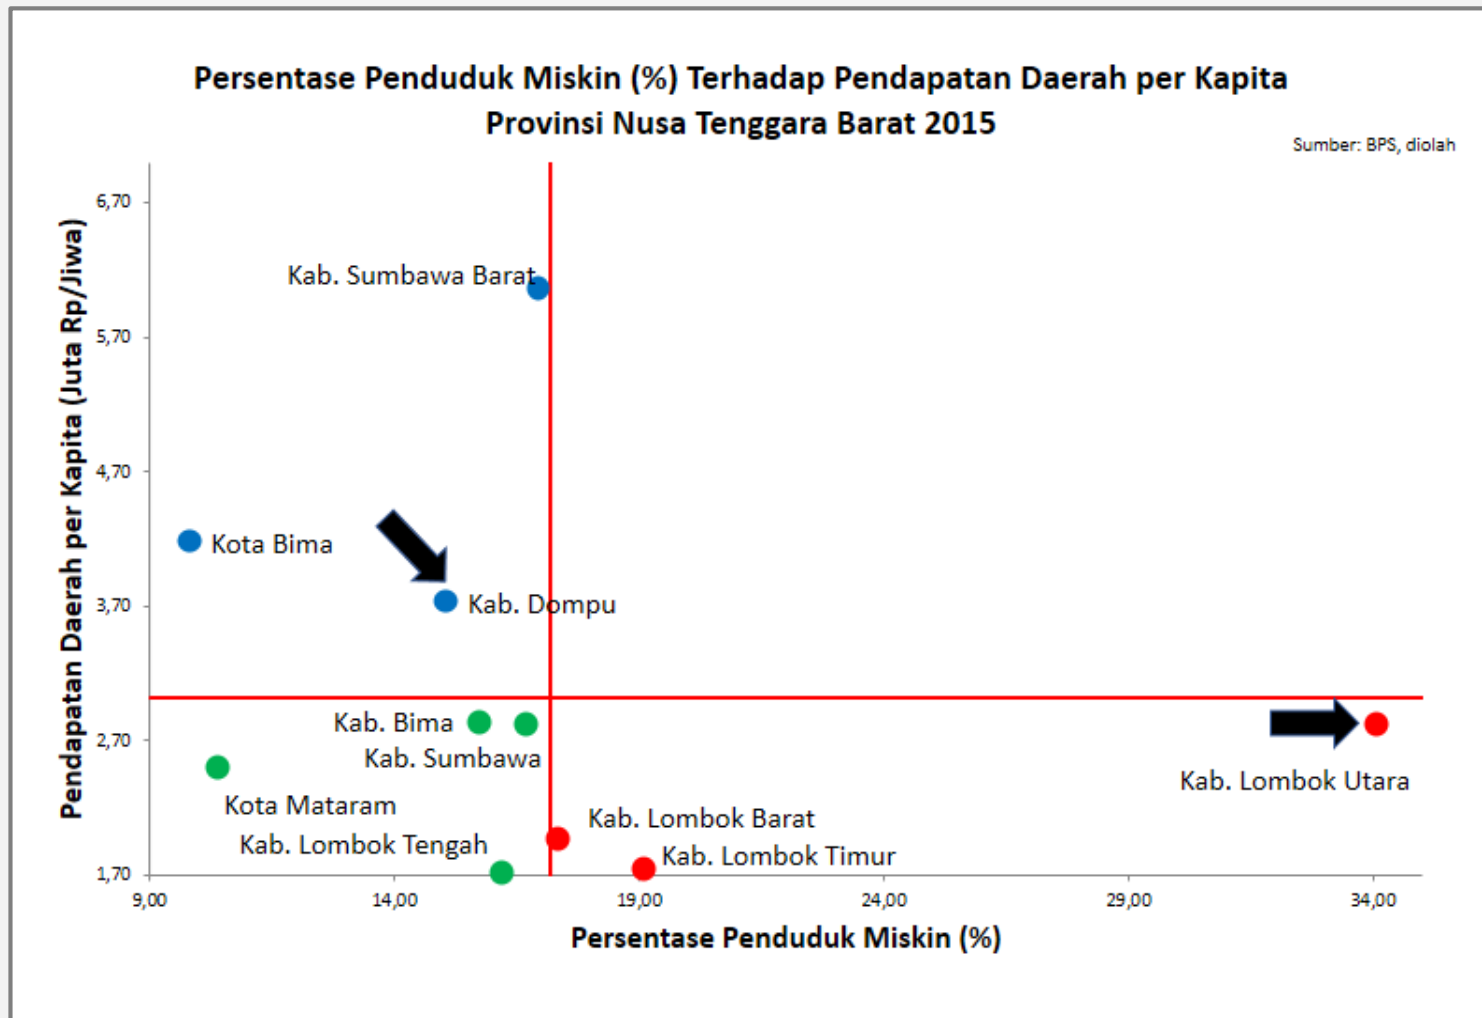 Persentase Penduduk Miskin (%) Terhadap Pendapatan Daerah per Kapita
Provinsi Nusa Tenggara Barat 2015
Sumber: BPS, diolah
Pendapatan Daerah per Kapita (Juta Rp/Jiwa)
6,70
5,70
4,70
3,70
2,70
1,70
Kab. Sumbawa Barat
Kota Bima
Kab. Dompu
Kab. Bima
Kab. Sumbawa
Kab. Lombok Utara
Kota Mataram
Kab. Lombok Barat
Kab. Lombok Tengah
Kab. Lombok Timur
9,00
14,00
19,00
24,00
29,00
34,00
Persentase Penduduk Miskin (%)